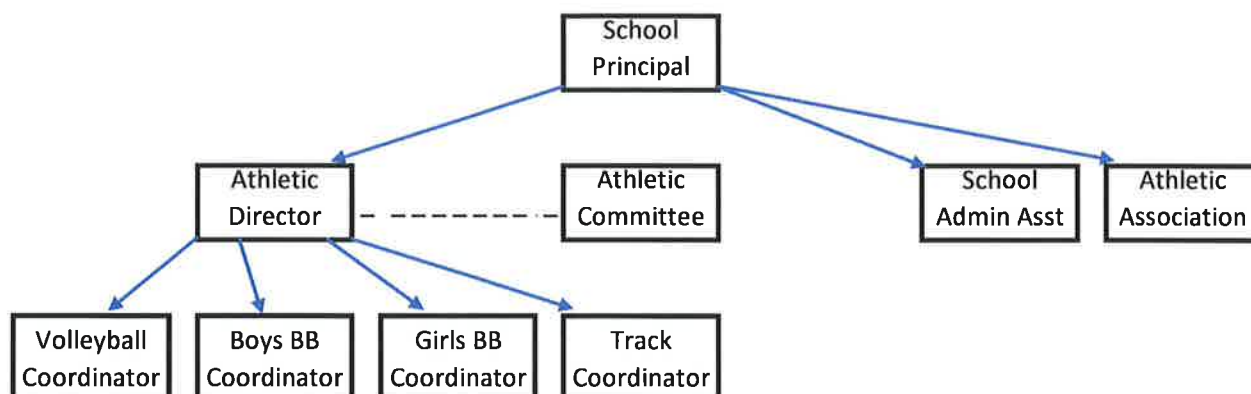 School
Principal
Athletic
Director
Athletic
Committee
School
Admin Asst
Athletic
Association
Volleyball
Coordinator
Boys BB
Coordinator
Girls BB
Coordinator
Track
Coordinator